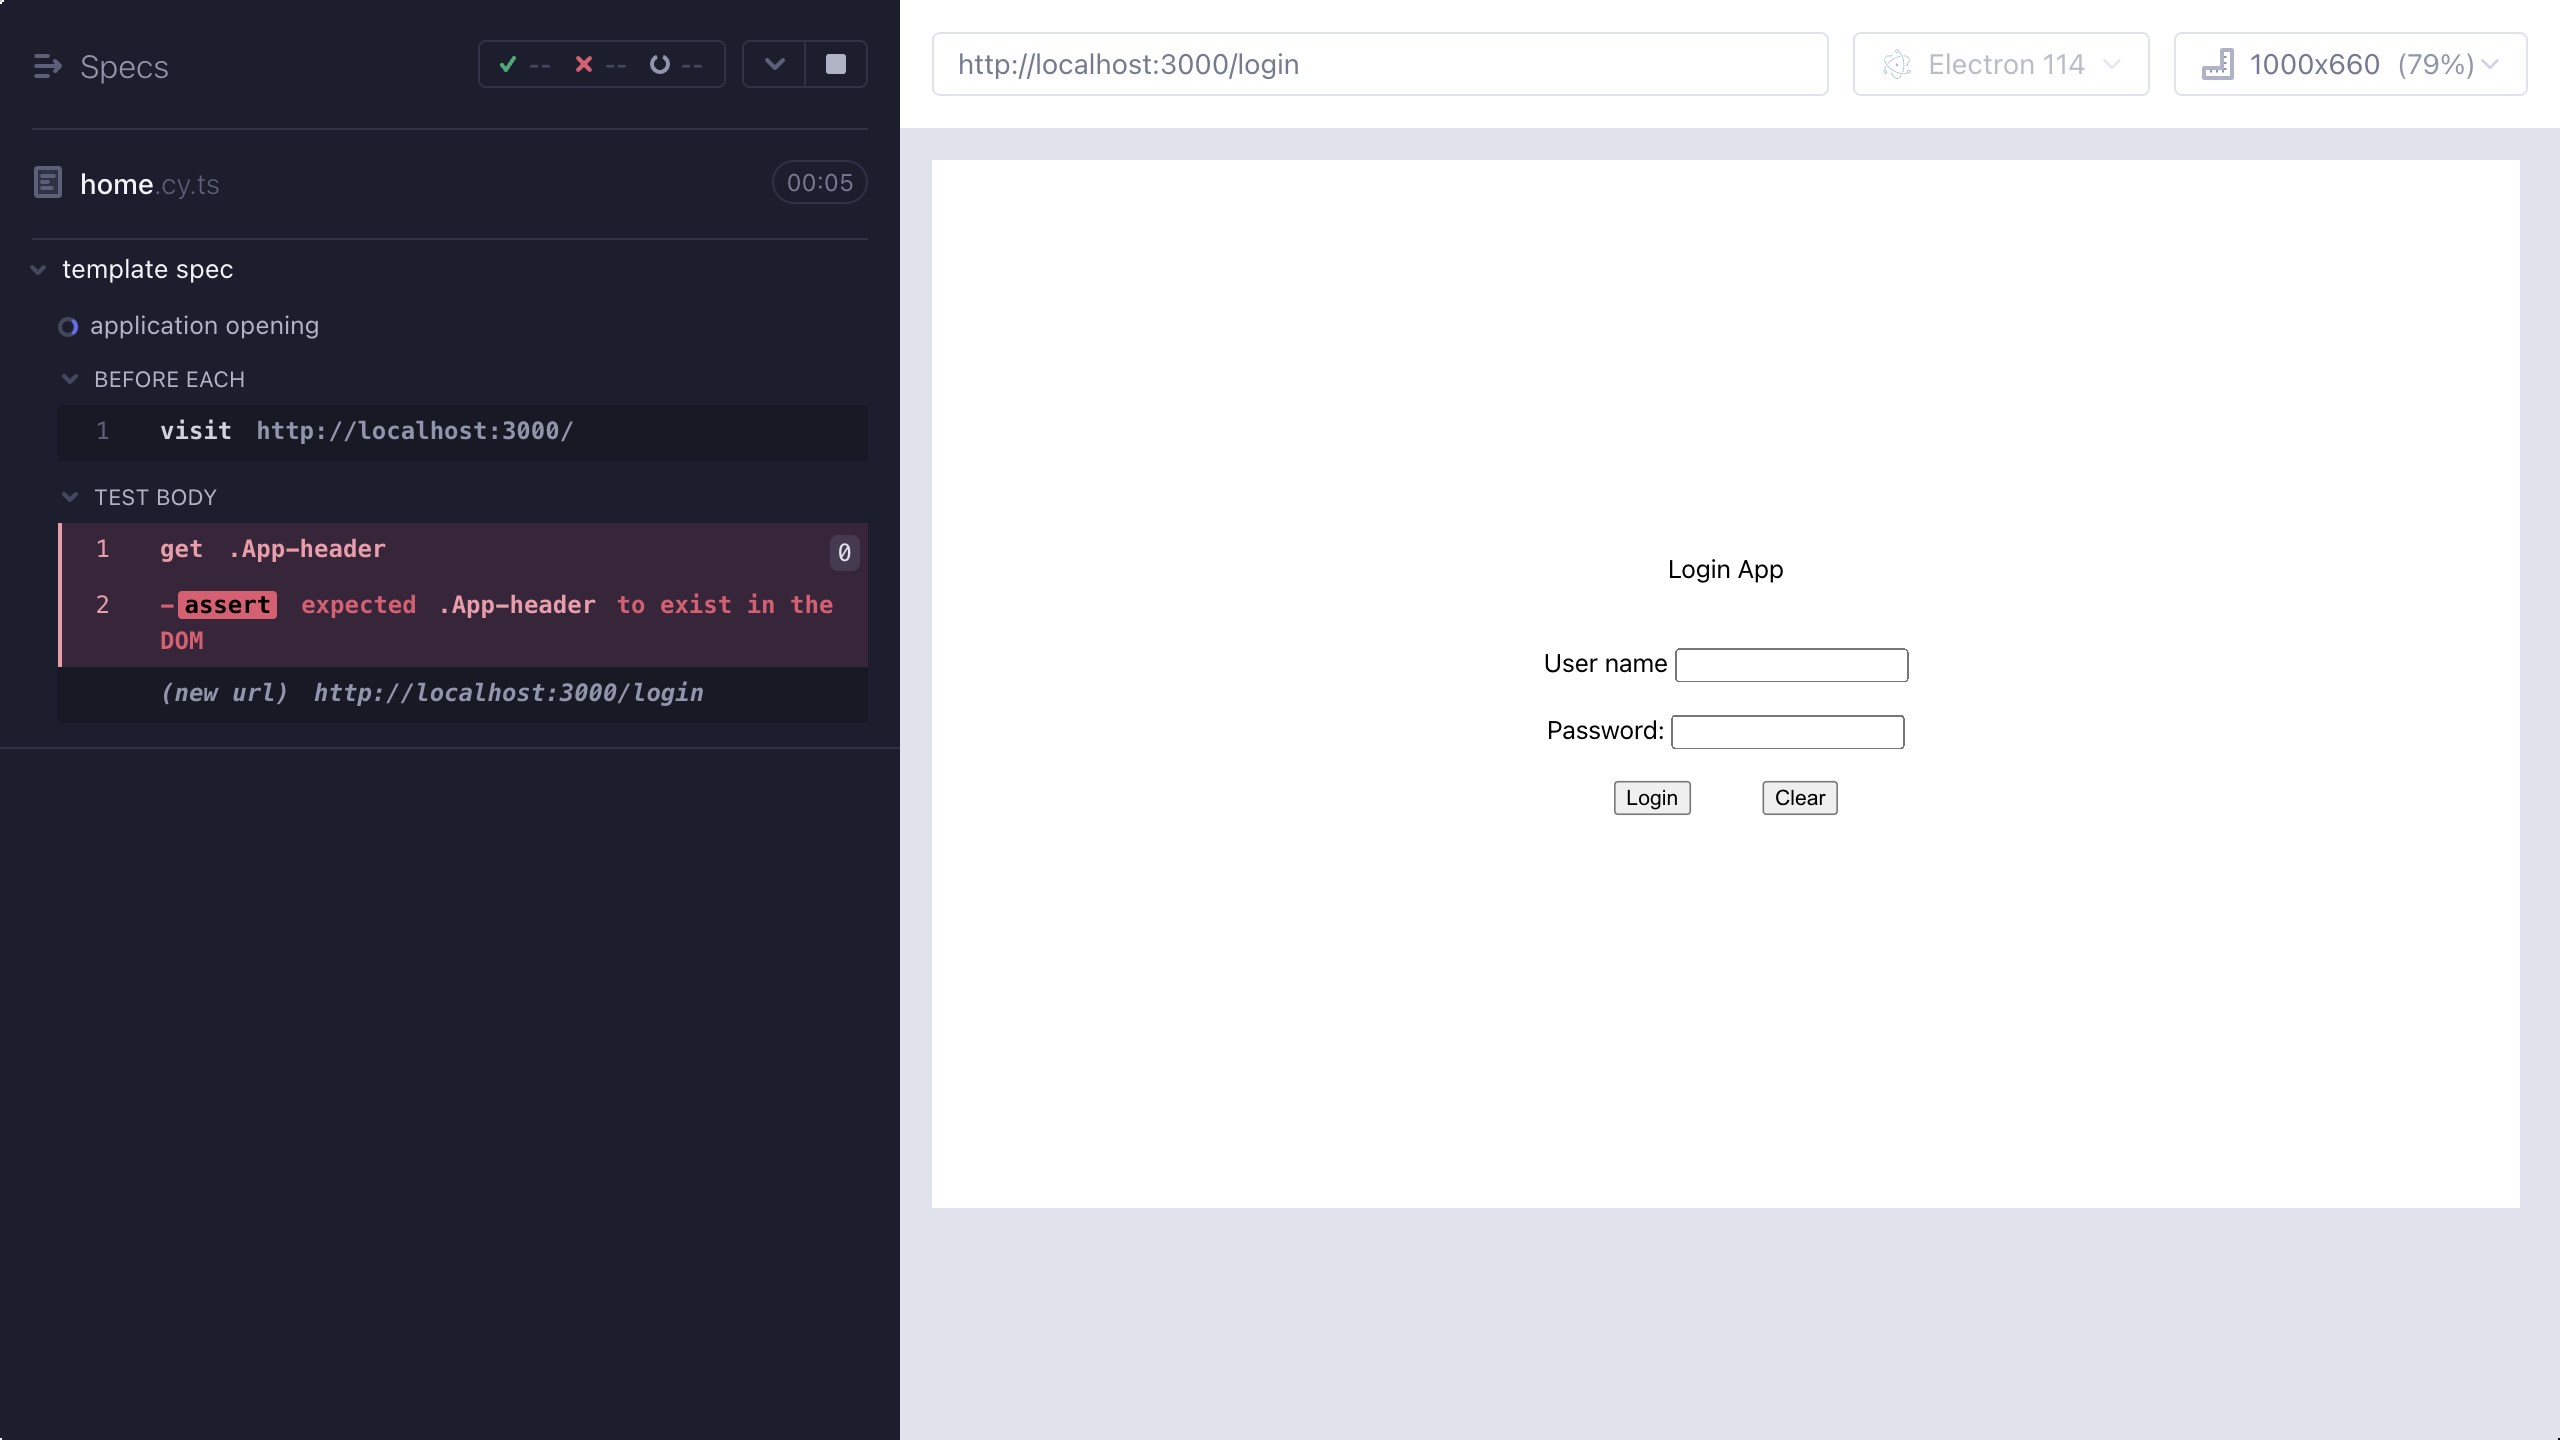 Specs
-- -- --
home.cy.ts
00:05
template spec
application opening
BEFORE EACH
1 visit http://localhost:3000/
TEST BODY
1 get .App-header 0
2 -assert expected .App-header to exist in the
DOM
(new url) http://localhost:3000/login
http://localhost:3000/login
Electron 114
1000x660 (79%)
Login App
User name
Password:
Login Clear